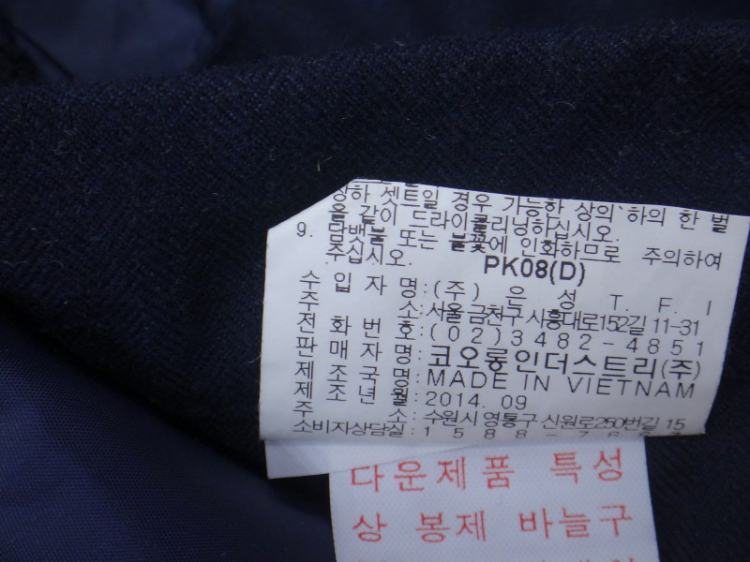 상하 셋트일 경우 가능한 상의 하의 한 벌
을 같이 드라이클리닝하십시오.
9. 담뱃불 또는 불꽃에 인화하므로 주의하여
주십시오.
PK08(D)
수 입 자 명:(주) 은 성 T. F. I
주 소:서울 금천구 시흥대로152길 11-31
전 화 번 호:(02)3482-4851
판 매 자 명:코오롱인더스트리(주)
제 조 국 명:MADE IN VIETNAM
제 조 년 월:2014. 09
주 소:수원시 영통구 신원로250번길 15
소비자상담실:1588-
다운제품 특성
상 봉제 바늘구